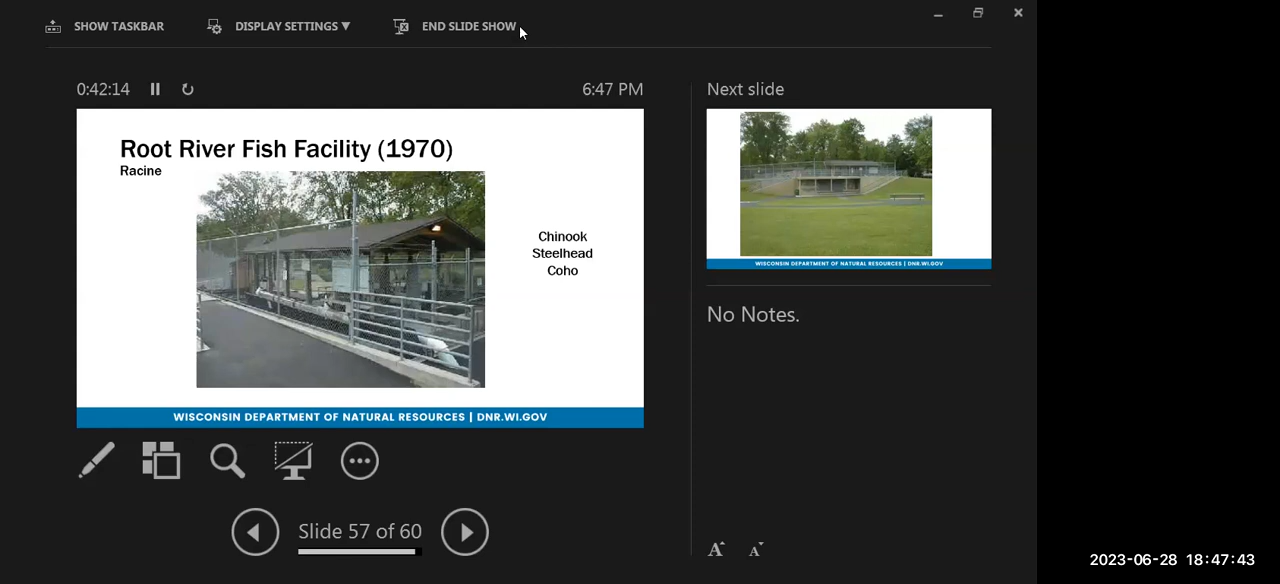 SHOW TASKBAR
DISPLAY SETTINGS ▼
END SLIDE SHOW
0:42:14
6:47 PM
Next slide
Root River Fish Facility (1970)
Racine
Chinook
Steelhead
Coho
WISCONSIN DEPARTMENT OF NATURAL RESOURCES | DNR.WI.GOV
WISCONSIN DEPARTMENT OF NATURAL RESOURCES | DNR.WI.GOV
No Notes.
Slide 57 of 60
A A
2023-06-28 18:47:43